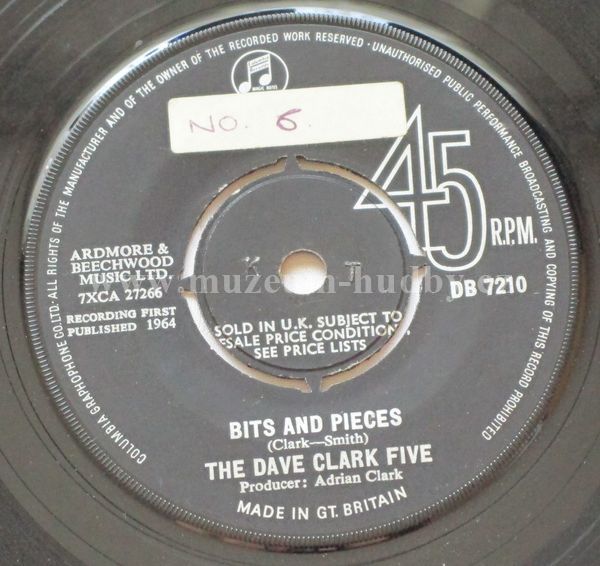 COLUMBIA GRAPHOPHONE CO. LTD.·ALL RIGHTS OF THE MANUFACTURER AND OF THE OWNER OF THE RECORDED WORK RESERVED·UNAUTHORISED PUBLIC PERFORMANCE BROADCASTING AND COPYING OF THIS RECORD PROHIBITED
MAGIC NOTES
NO. 6.
45
R.P.M.
ARDMORE &
BEECHWOOD
MUSIC LTD.
7XCA 27266
RECORDING FIRST
PUBLISHED 1964
K T
DB 7210
www.muzeum-hudby.cz
SOLD IN U.K. SUBJECT TO
RESALE PRICE CONDITIONS,
SEE PRICE LISTS
BITS AND PIECES
(Clark—Smith)
THE DAVE CLARK FIVE
Producer: Adrian Clark
MADE IN GT. BRITAIN